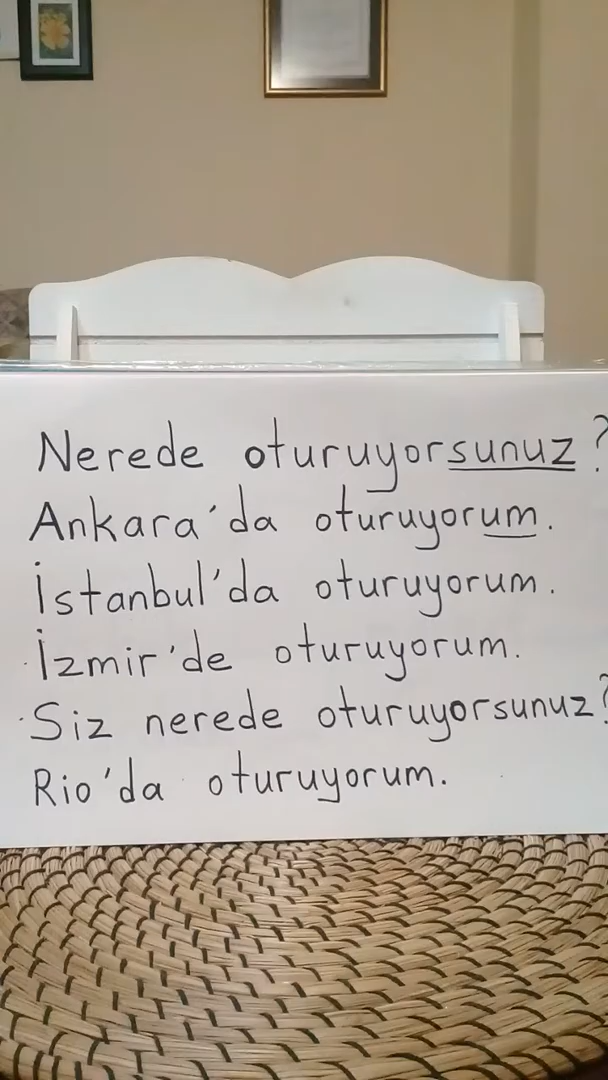 Nerede oturuyorsunuz?
Ankara'da oturuyorum.
İstanbul'da oturuyorum.
İzmir'de oturuyorum.
Siz nerede oturuyorsunuz?
Rio'da oturuyorum.